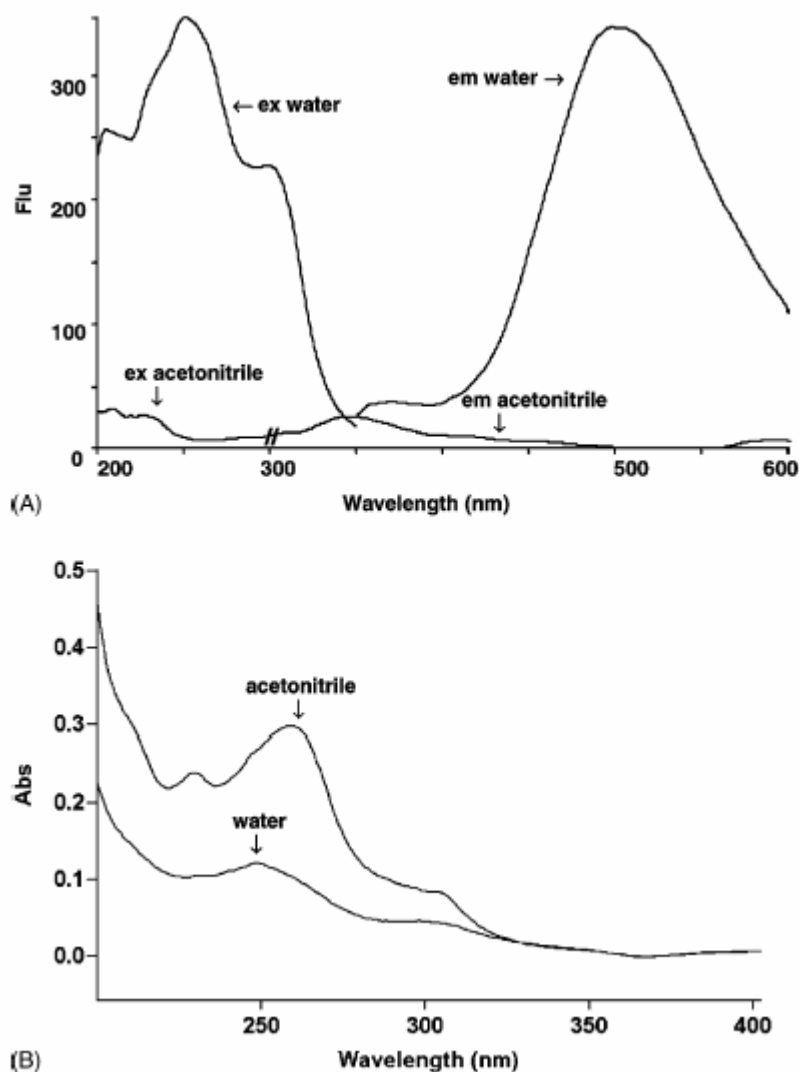 300
← ex water
em water →
Flu
200
100
ex acetonitrile
↓
em acetonitrile
↓
0
200
300
500
600
Wavelength (nm)
(A)
0.5
0.4
acetonitrile
↓
0.3
Abs
0.2
water
↓
0.1
0.0
250
300
350
400
(B)
Wavelength (nm)